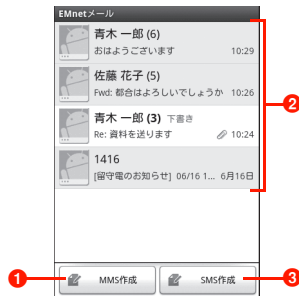 EMnetメール
青木 一郎 (6)
おはようございます 10:29
佐藤 花子 (5)
Fwd: 都合はよろしいでしょうか 10:26
青木 一郎 (3) 下書き
Re: 資料を送ります 10:24
1416
[留守電のお知らせ] 06/16 1... 6月16日
2
1 MMS作成 SMS作成 3